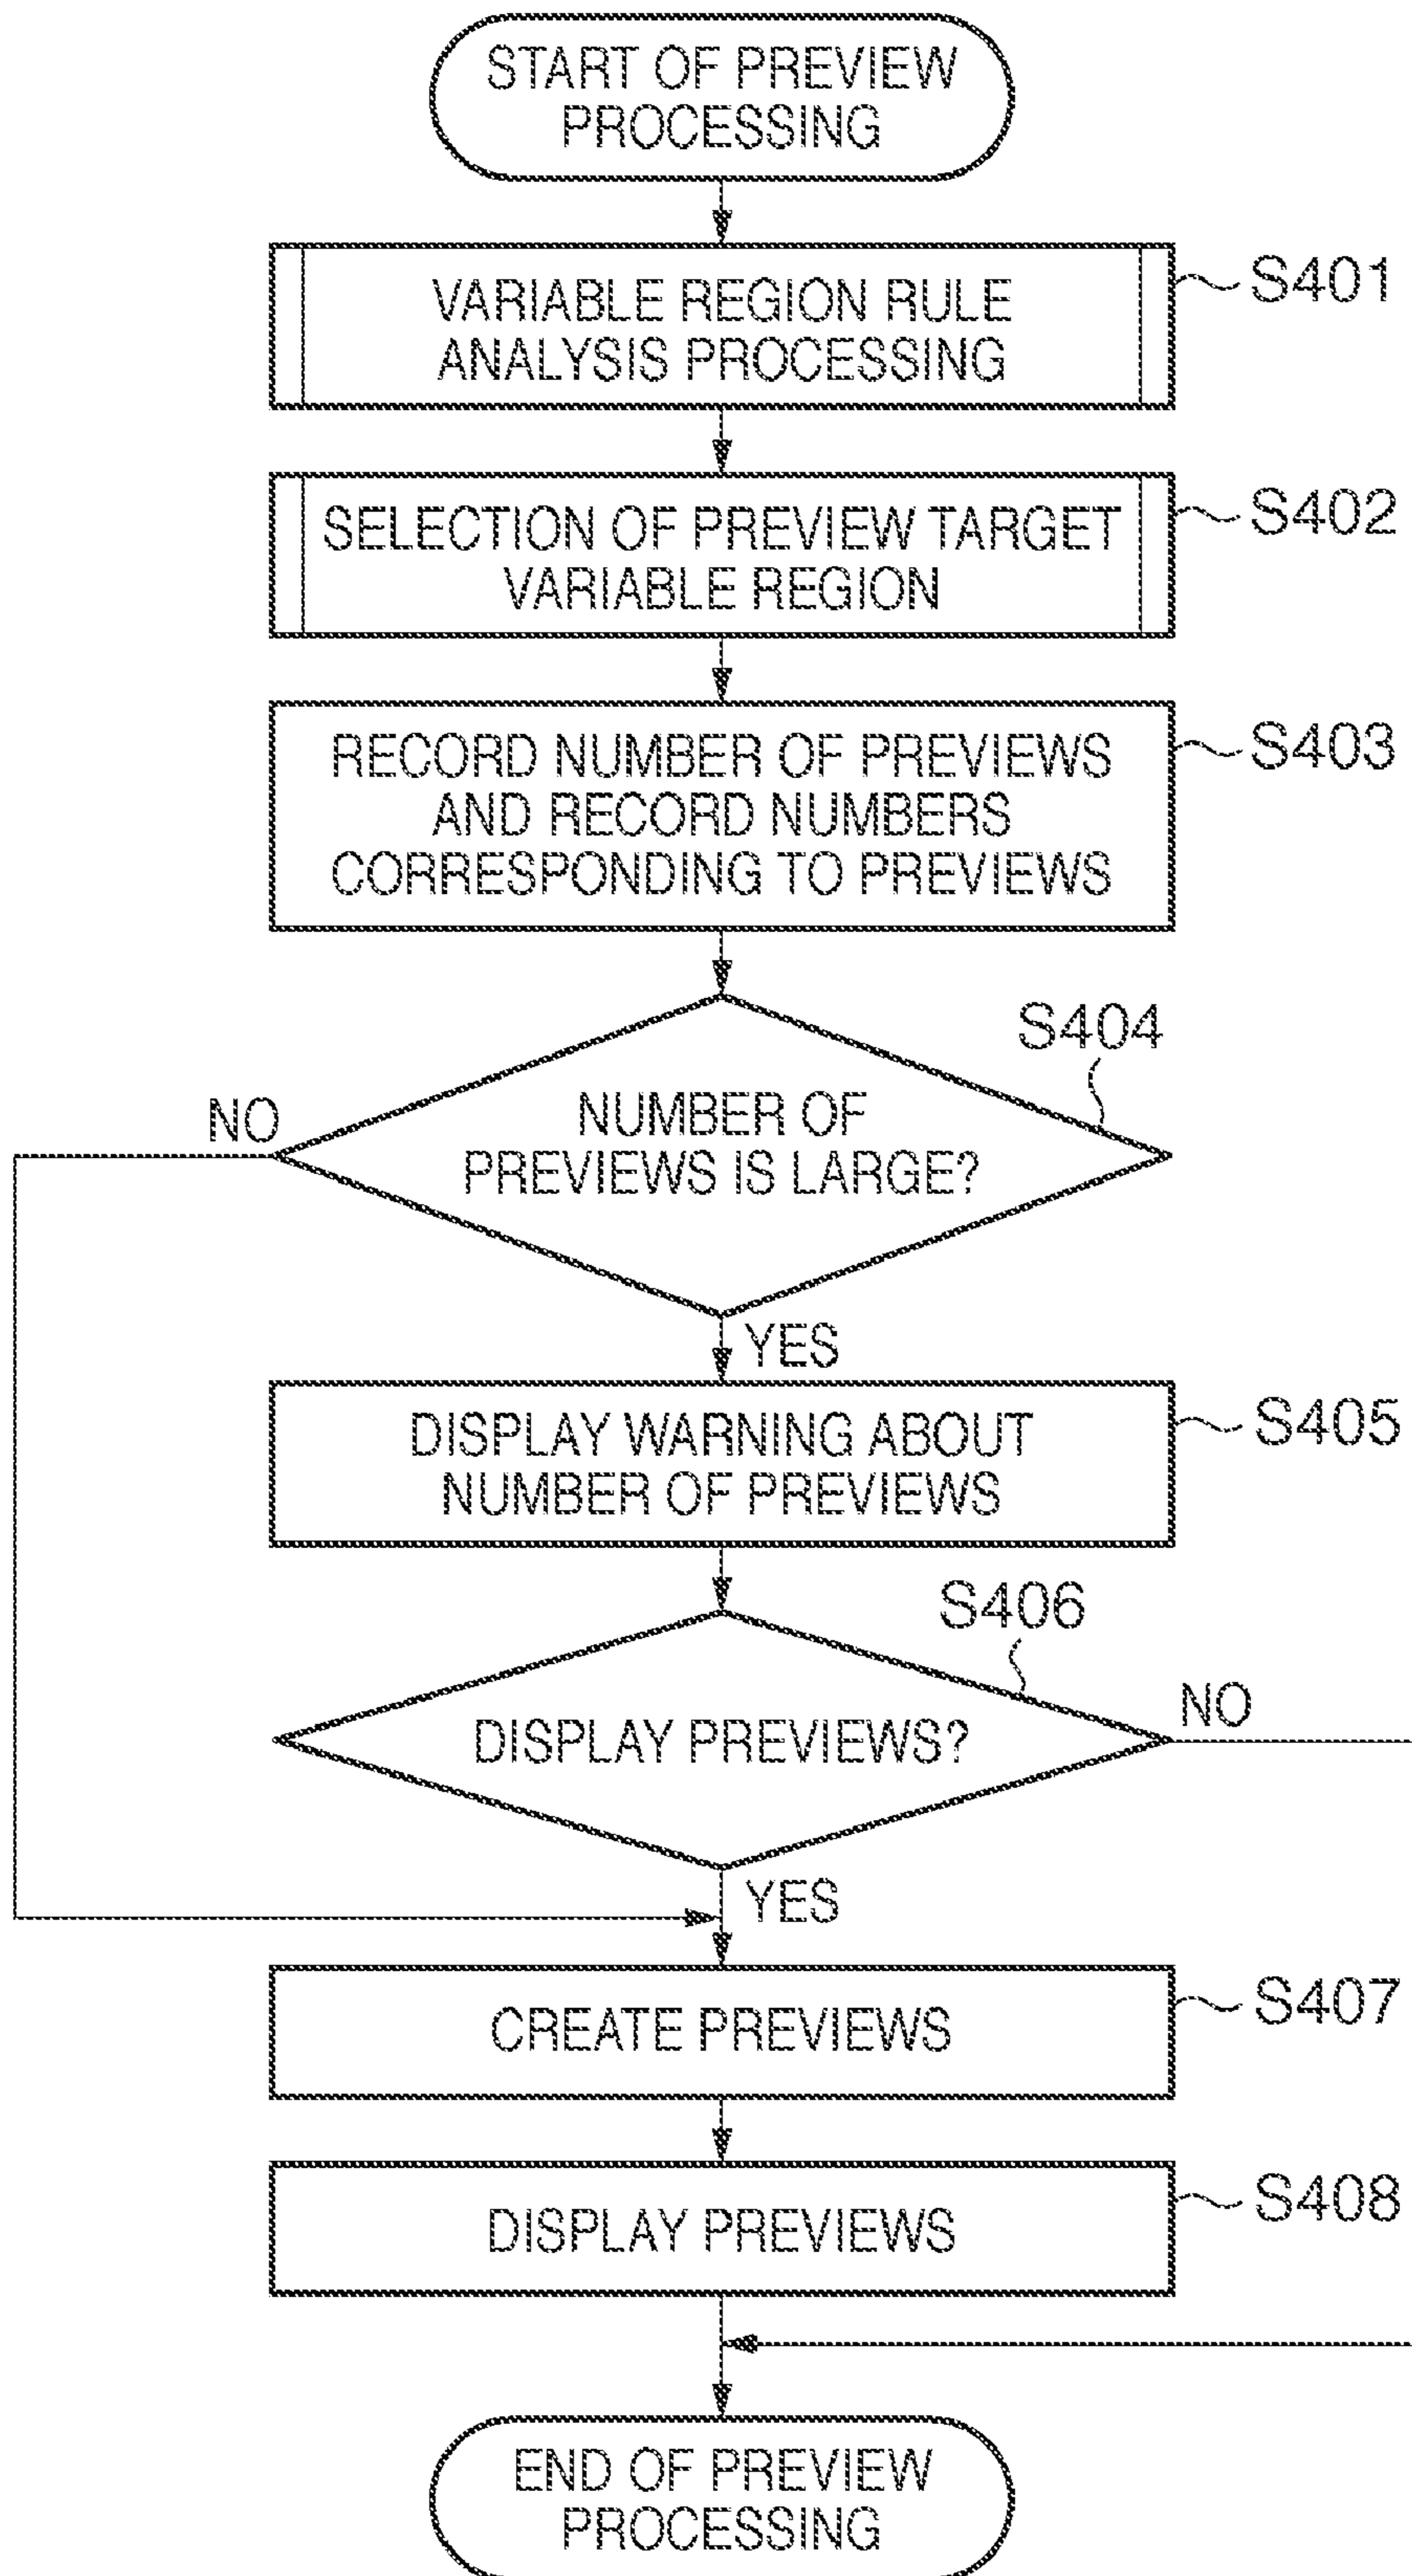 START OF PREVIEW
PROCESSING
VARIABLE REGION RULE
ANALYSIS PROCESSING
S401
SELECTION OF PREVIEW TARGET
VARIABLE REGION
S402
RECORD NUMBER OF PREVIEWS
AND RECORD NUMBERS
CORRESPONDING TO PREVIEWS
S403
S404
NO
NUMBER OF
PREVIEWS IS LARGE?
YES
DISPLAY WARNING ABOUT
NUMBER OF PREVIEWS
S405
S406
DISPLAY PREVIEWS?
NO
YES
CREATE PREVIEWS
S407
DISPLAY PREVIEWS
S408
END OF PREVIEW
PROCESSING